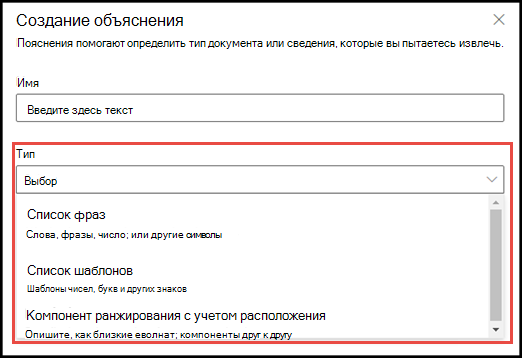 Создание объяснения
Пояснения помогают определить тип документа или сведения, которые вы пытаетесь извлечь.
Имя
Введите здесь текст
Тип
Выбор
Список фраз
Слова, фразы, число; или другие символы
Список шаблонов
Шаблоны чисел, букв и других знаков
Компонент ранжирования с учетом расположения
Опишите, как близкие еволнат; компоненты друг к другу